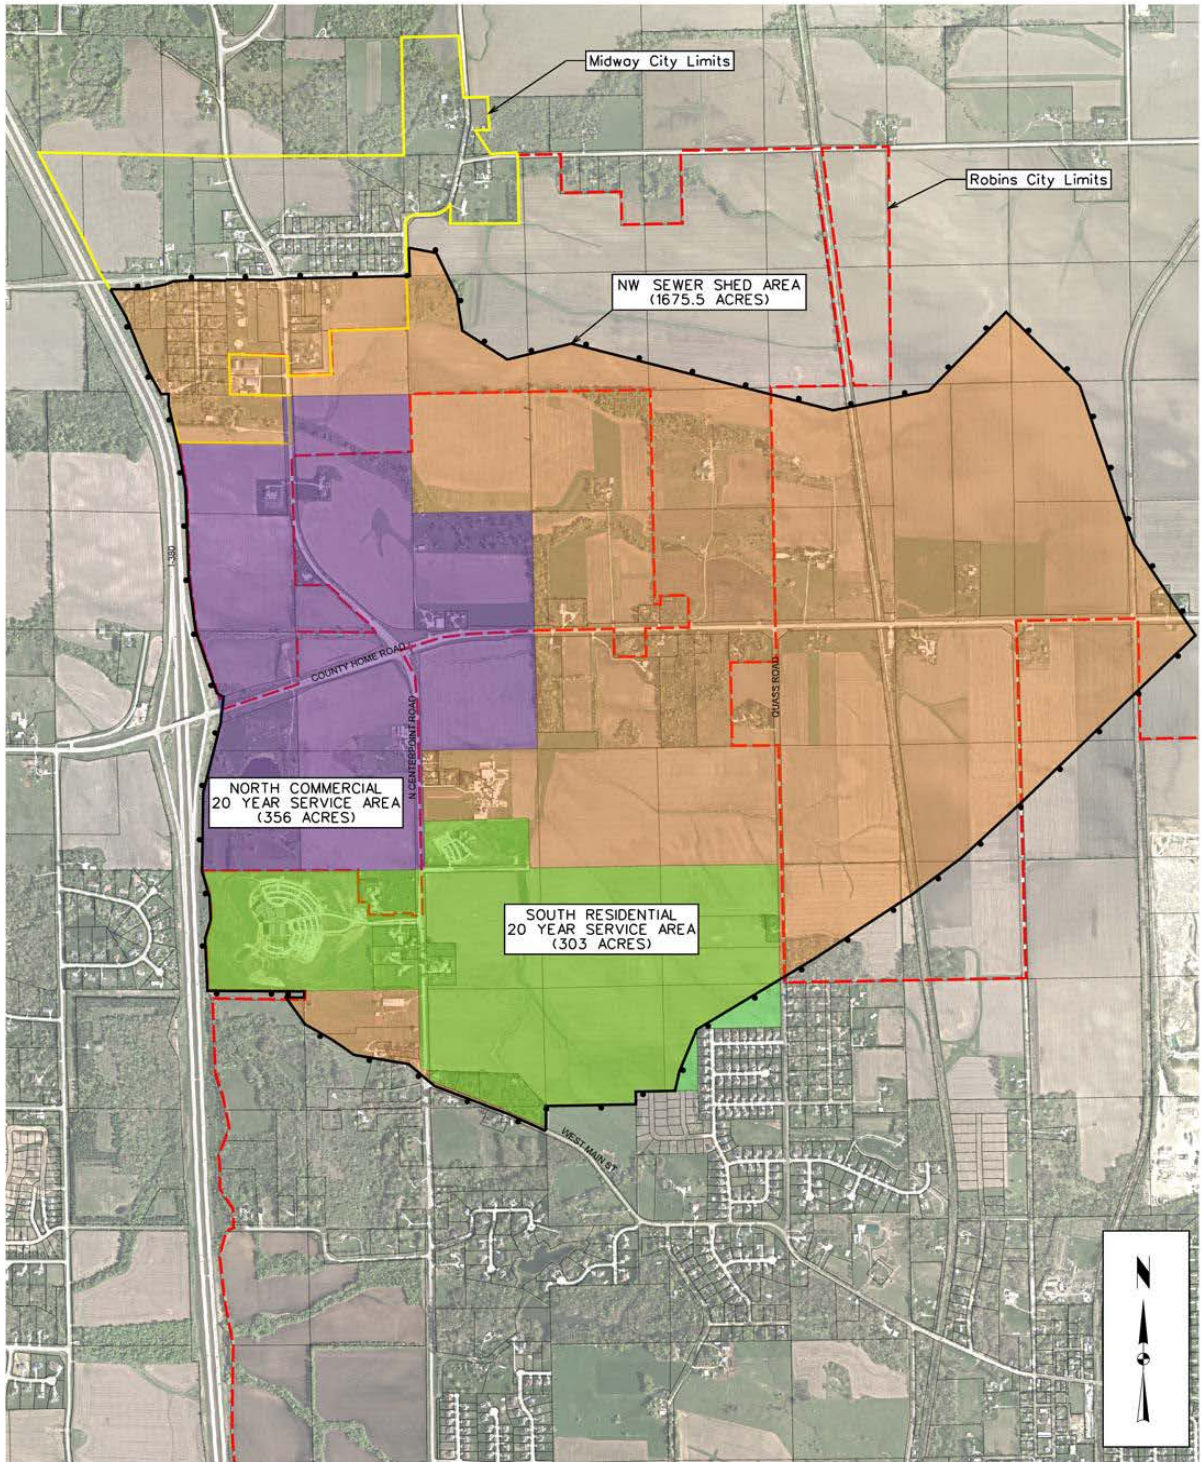 Midway City Limits
Robins City Limits
NW SEWER SHED AREA
(1675.5 ACRES)
I-380
COUNTY HOME ROAD
QUASS ROAD
N CENTERPOINT ROAD
NORTH COMMERCIAL
20 YEAR SERVICE AREA
(356 ACRES)
SOUTH RESIDENTIAL
20 YEAR SERVICE AREA
(303 ACRES)
WEST MAIN ST
N